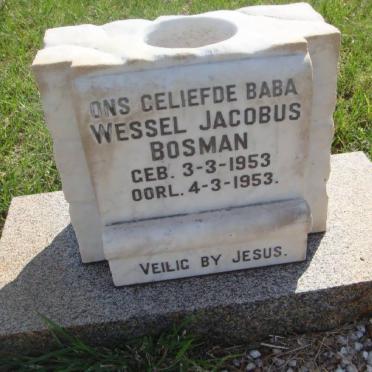 ONS GELIEFDE BABA
WESSEL JACOBUS
BOSMAN
GEB. 3-3-1953
OORL. 4-3-1953.
VEILIG BY JESUS.